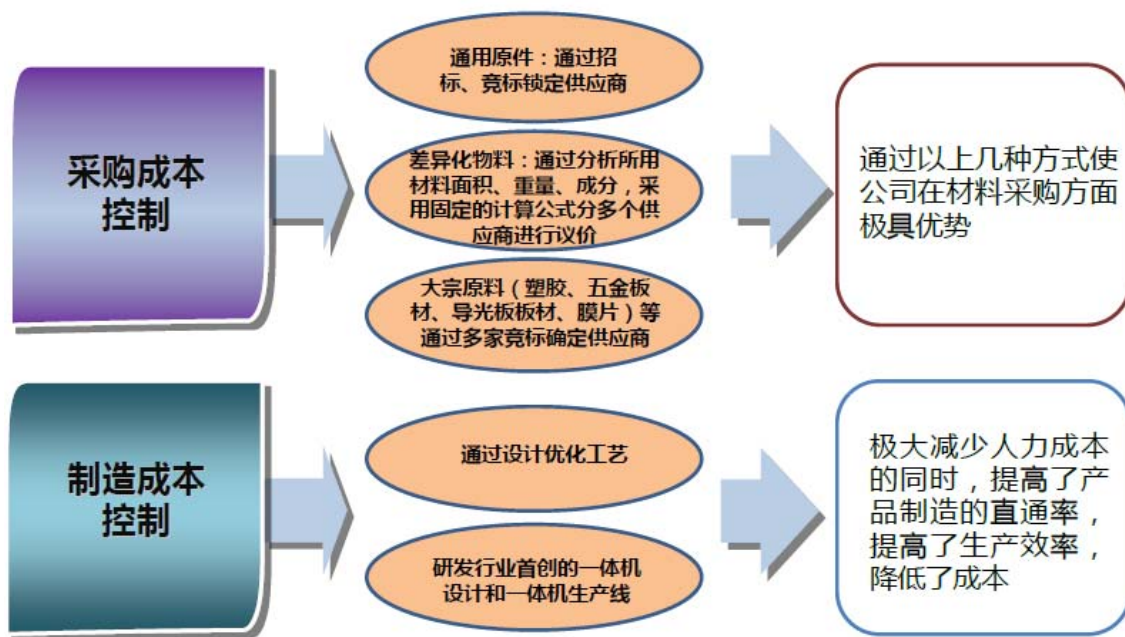 采购成本
控制
通用原件：通过招
标、竞标锁定供应商
差异化物料：通过分析所用
材料面积、重量、成分，采
用固定的计算公式分多个供
应商进行议价
大宗原料（塑胶、五金板
材、导光板板材、膜片）等
通过多家竞标确定供应商
通过以上几种方式使
公司在材料采购方面
极具优势
制造成本
控制
通过设计优化工艺
研发行业首创的一体机
设计和一体机生产线
极大减少人力成本
的同时，提高了产
品制造的直通率，
提高了生产效率，
降低了成本